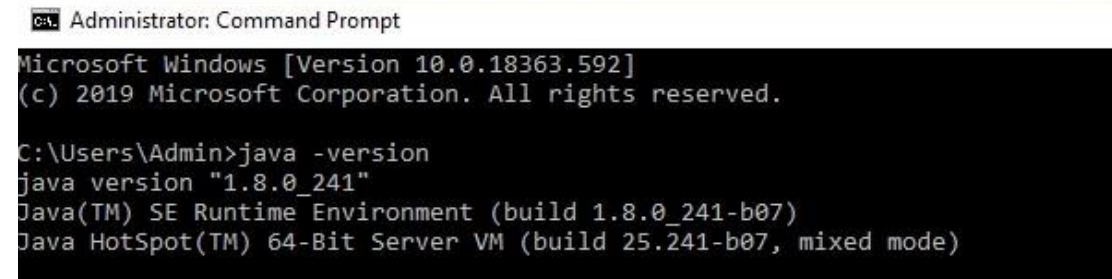 Administrator: Command Prompt
Microsoft Windows [Version 10.0.18363.592]
(c) 2019 Microsoft Corporation. All rights reserved.
C:\Users\Admin>java -version
java version "1.8.0_241"
Java(TM) SE Runtime Environment (build 1.8.0_241-b07)
Java HotSpot(TM) 64-Bit Server VM (build 25.241-b07, mixed mode)